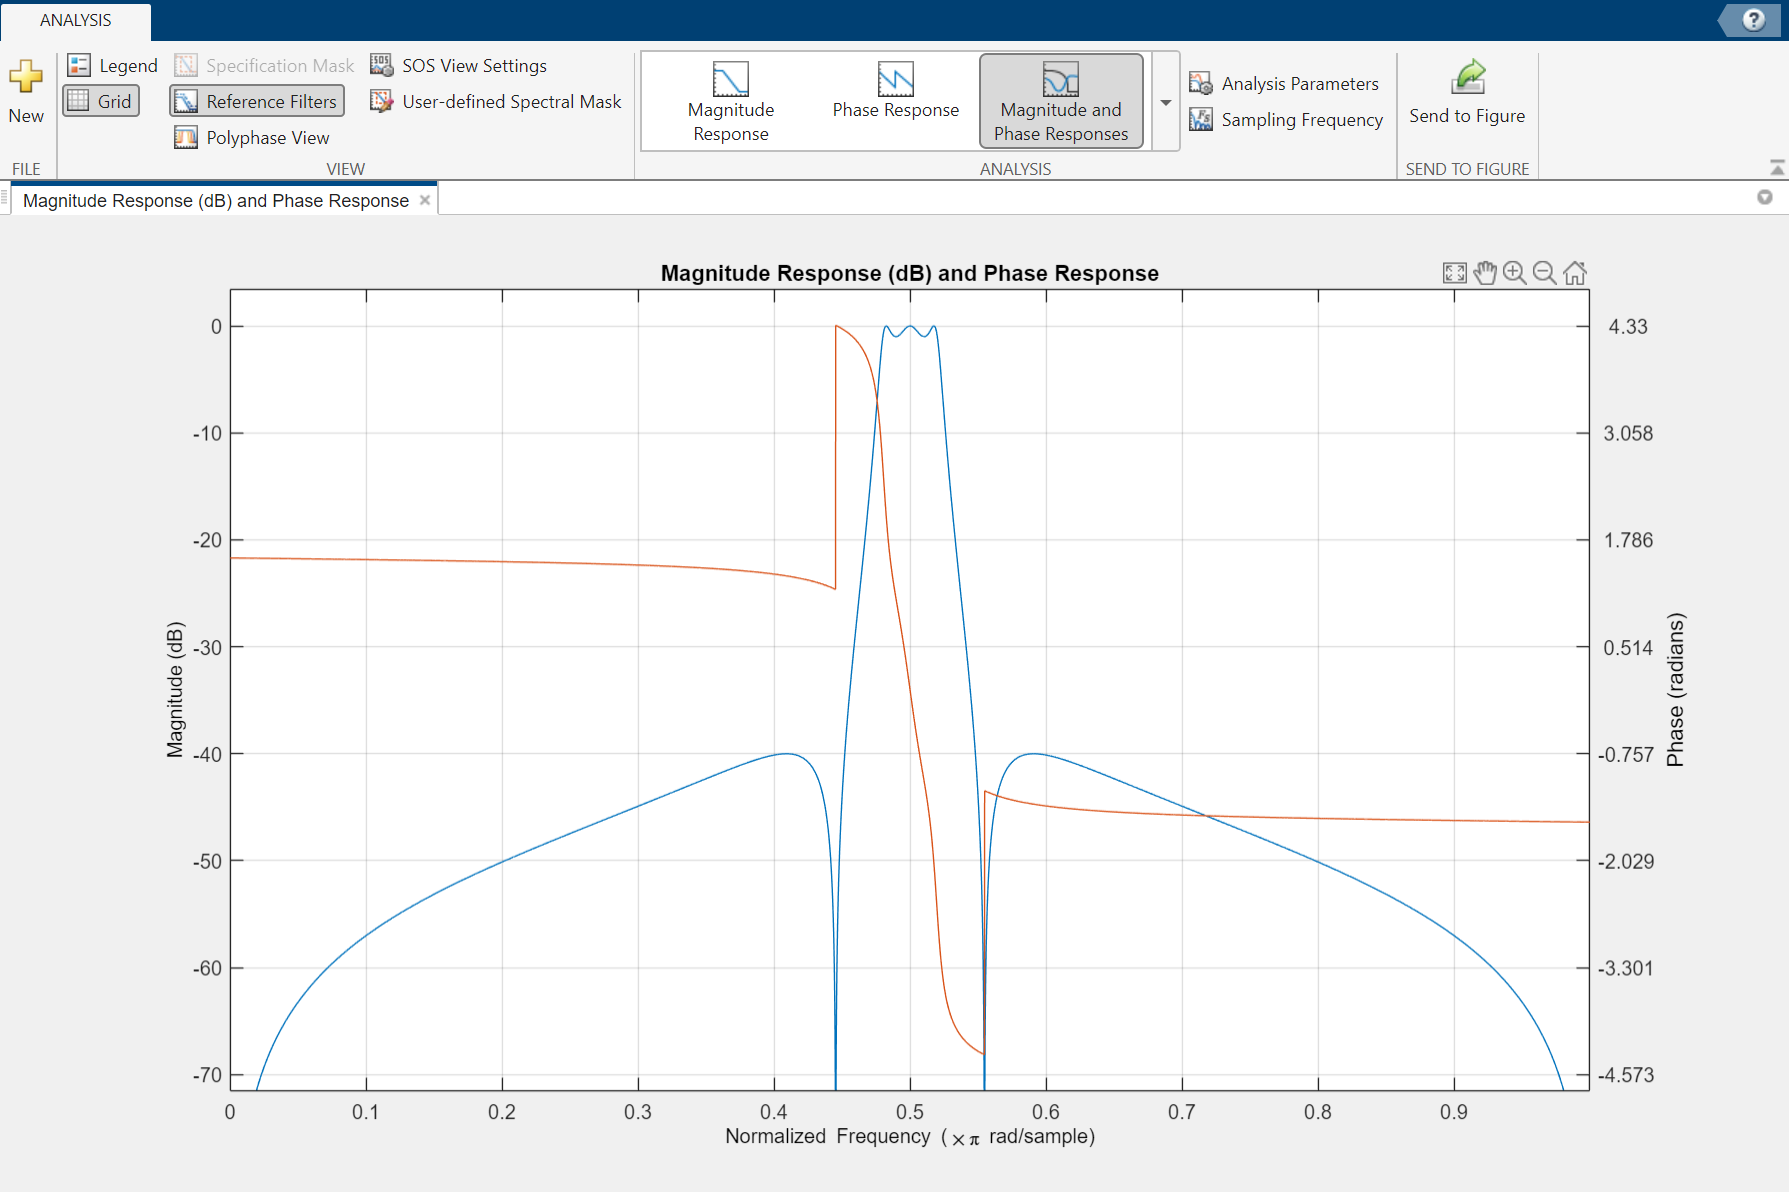 ANALYSIS
?
New
Legend
Grid
Specification Mask
Reference Filters
Polyphase View
SOS
SOS View Settings
User-defined Spectral Mask
Magnitude
Response
Phase Response
Magnitude and
Phase Responses
Analysis Parameters
Fs
Sampling Frequency
Send to Figure
FILE
VIEW
ANALYSIS
SEND TO FIGURE
Magnitude Response (dB) and Phase Response
Magnitude Response (dB) and Phase Response
Magnitude (dB)
0
-10
-20
-30
-40
-50
-60
-70
4.33
3.058
1.786
0.514
-0.757
-2.029
-3.301
-4.573
Phase (radians)
0 0.1 0.2 0.3 0.4 0.5 0.6 0.7 0.8 0.9
Normalized Frequency (×π rad/sample)